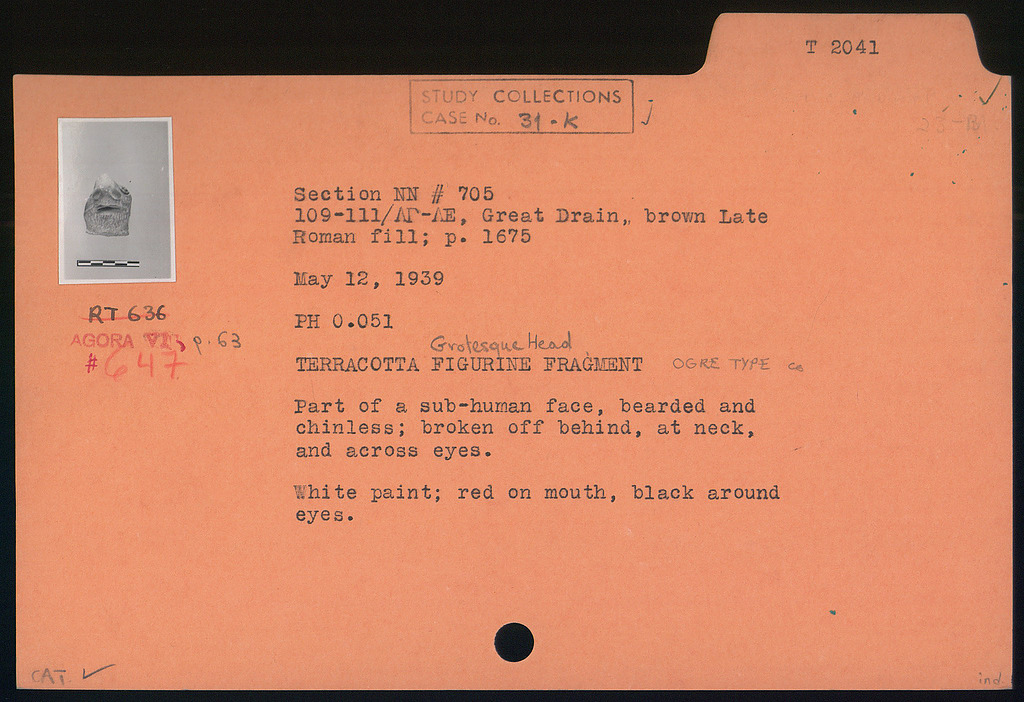 T 2041
STUDY COLLECTIONS
CASE No. 31-K
Section NN # 705
109-111/ΛΓ-ΛΕ, Great Drain,, brown Late
Roman fill; p. 1675
May 12, 1939
RT 636
PH 0.051
AGORA VI, p. 63
# 647
Grotesque Head
TERRACOTTA FIGURINE FRAGMENT OGRE TYPE
Part of a sub-human face, bearded and
chinless; broken off behind, at neck,
and across eyes.
White paint; red on mouth, black around
eyes.
CAT. ✓
ind.